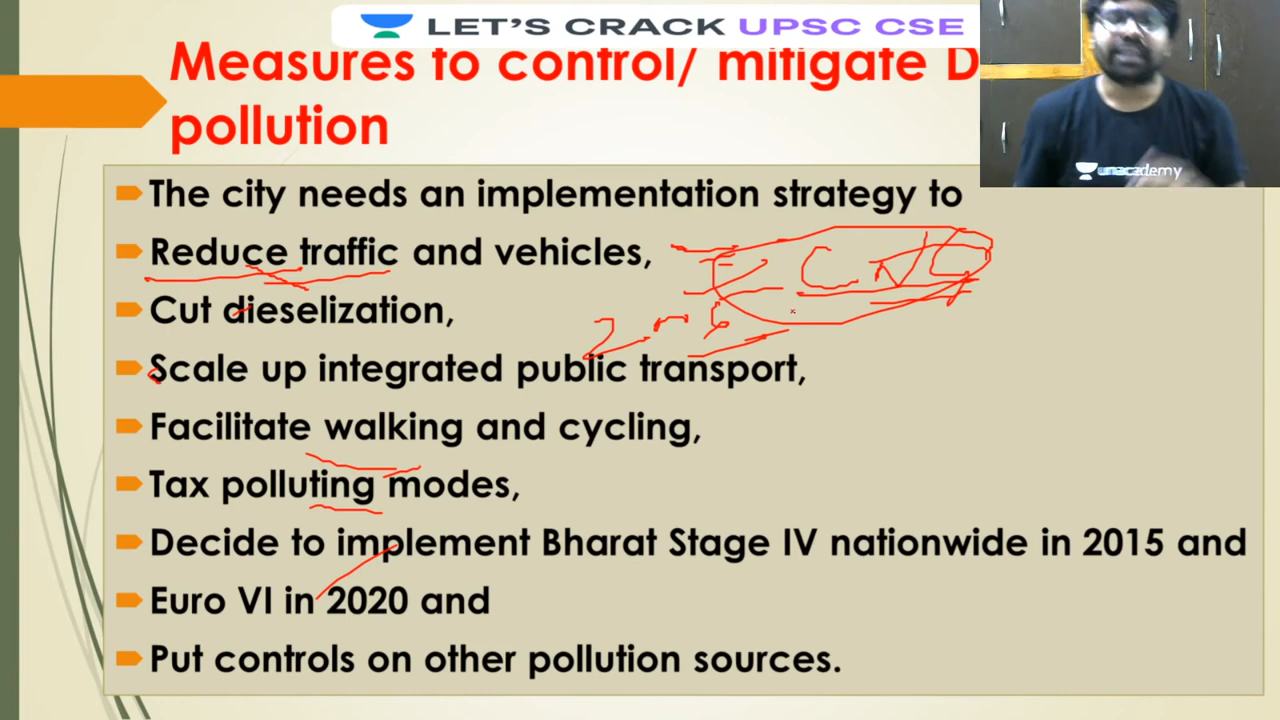 LET'S CRACK UPSC CSE
Measures to control/ mitigate D
pollution
The city needs an implementation strategy to
Reduce traffic and vehicles,
Cut dieselization,
Scale up integrated public transport,
Facilitate walking and cycling,
Tax polluting modes,
Decide to implement Bharat Stage IV nationwide in 2015 and
Euro VI in 2020 and
Put controls on other pollution sources.
unacademy